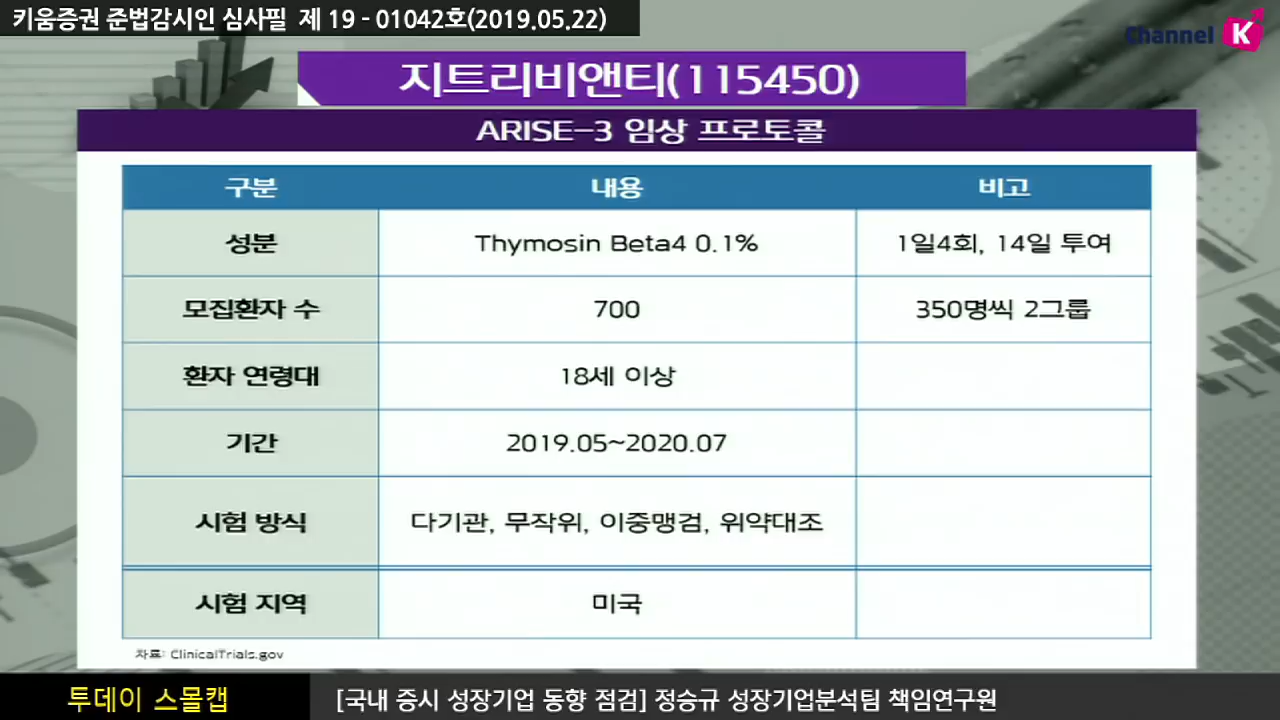 키움증권 준법감시인 심사필 제 19 - 01042호(2019.05.22)
Channel K
지트리비앤티(115450)
ARISE-3 임상 프로토콜
구분 내용 비고
성분 Thymosin Beta4 0.1% 1일4회, 14일 투여
모집환자 수 700 350명씩 2그룹
환자 연령대 18세 이상
기간 2019.05~2020.07
시험 방식 다기관, 무작위, 이중맹검, 위약대조
시험 지역 미국
자료: ClinicalTrials.gov
투데이 스몰캡 [국내 증시 성장기업 동향 점검] 정승규 성장기업분석팀 책임연구원